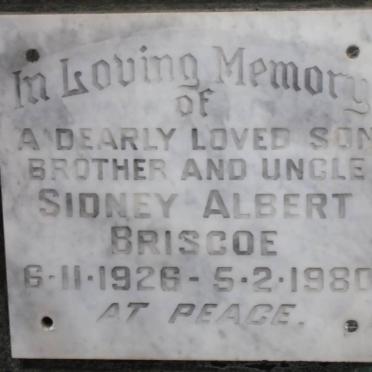 In Loving Memory
of
A DEARLY LOVED SON
BROTHER AND UNCLE
SIDNEY ALBERT
BRISCOE
6·11·1926 - 5·2·1980
AT PEACE.